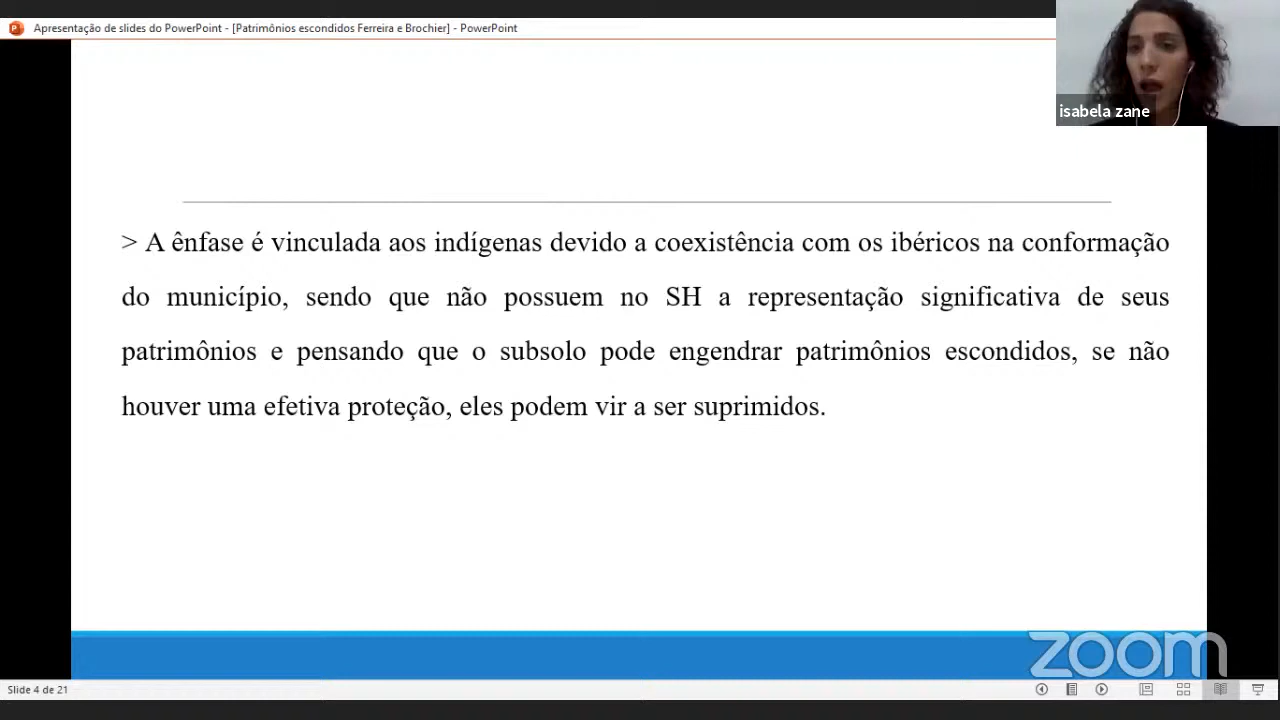 Apresentação de slides do PowerPoint - [Patrimônios escondidos Ferreira e Brochier] - PowerPoint
isabela zane
> A ênfase é vinculada aos indígenas devido a coexistência com os ibéricos na conformação
do município, sendo que não possuem no SH a representação significativa de seus
patrimônios e pensando que o subsolo pode engendrar patrimônios escondidos, se não
houver uma efetiva proteção, eles podem vir a ser suprimidos.
zoom
Slide 4 de 21